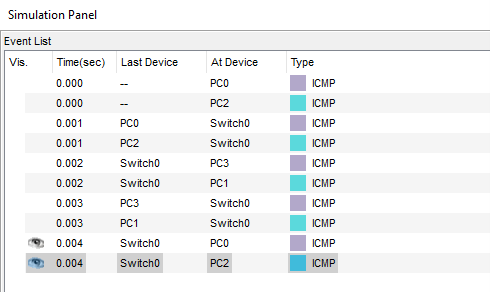 Simulation Panel
Event List
Vis. Time(sec) Last Device At Device Type
0.000 -- PC0 ICMP
0.000 -- PC2 ICMP
0.001 PC0 Switch0 ICMP
0.001 PC2 Switch0 ICMP
0.002 Switch0 PC3 ICMP
0.002 Switch0 PC1 ICMP
0.003 PC3 Switch0 ICMP
0.003 PC1 Switch0 ICMP
0.004 Switch0 PC0 ICMP
0.004 Switch0 PC2 ICMP